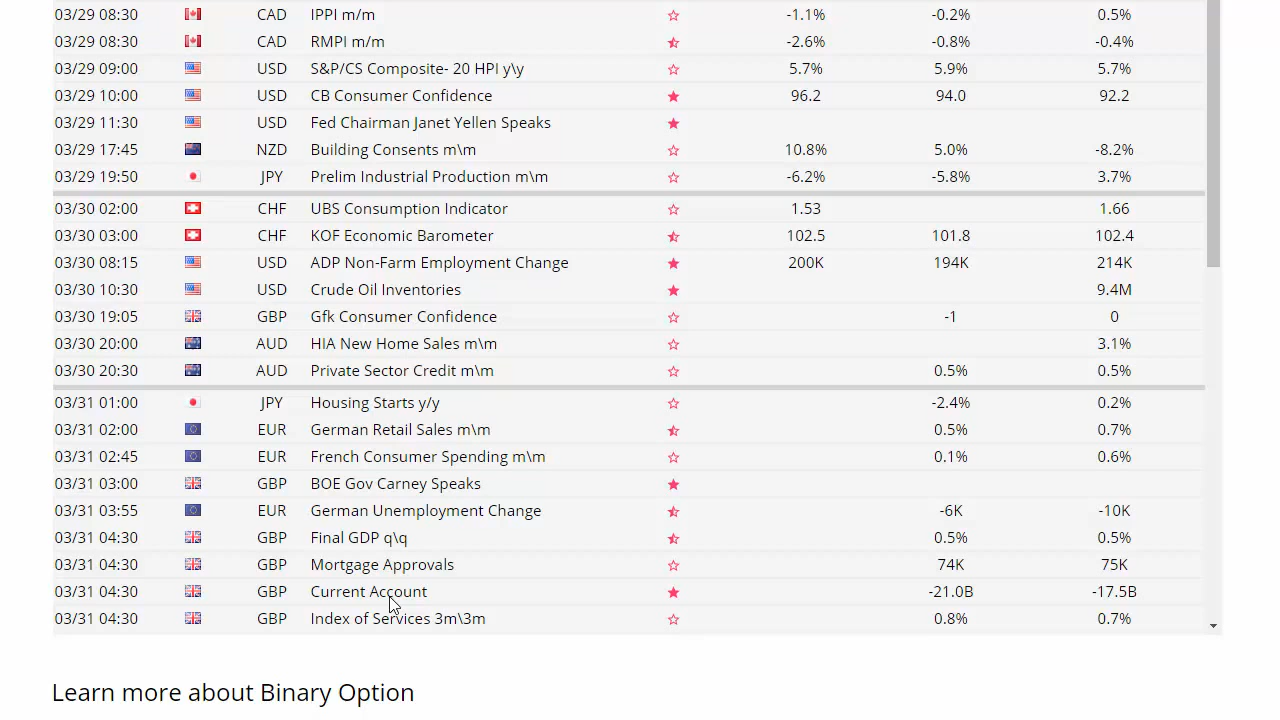 03/29 08:30 CAD IPPI m/m -1.1% -0.2% 0.5%
03/29 08:30 CAD RMPI m/m -2.6% -0.8% -0.4%
03/29 09:00 USD S&P/CS Composite- 20 HPI y\y 5.7% 5.9% 5.7%
03/29 10:00 USD CB Consumer Confidence 96.2 94.0 92.2
03/29 11:30 USD Fed Chairman Janet Yellen Speaks
03/29 17:45 NZD Building Consents m\m 10.8% 5.0% -8.2%
03/29 19:50 JPY Prelim Industrial Production m\m -6.2% -5.8% 3.7%
03/30 02:00 CHF UBS Consumption Indicator 1.53 1.66
03/30 03:00 CHF KOF Economic Barometer 102.5 101.8 102.4
03/30 08:15 USD ADP Non-Farm Employment Change 200K 194K 214K
03/30 10:30 USD Crude Oil Inventories 9.4M
03/30 19:05 GBP Gfk Consumer Confidence -1 0
03/30 20:00 AUD HIA New Home Sales m\m 3.1%
03/30 20:30 AUD Private Sector Credit m\m 0.5% 0.5%
03/31 01:00 JPY Housing Starts y/y -2.4% 0.2%
03/31 02:00 EUR German Retail Sales m\m 0.5% 0.7%
03/31 02:45 EUR French Consumer Spending m\m 0.1% 0.6%
03/31 03:00 GBP BOE Gov Carney Speaks
03/31 03:55 EUR German Unemployment Change -6K -10K
03/31 04:30 GBP Final GDP q\q 0.5% 0.5%
03/31 04:30 GBP Mortgage Approvals 74K 75K
03/31 04:30 GBP Current Account -21.0B -17.5B
03/31 04:30 GBP Index of Services 3m\3m 0.8% 0.7%
Learn more about Binary Option